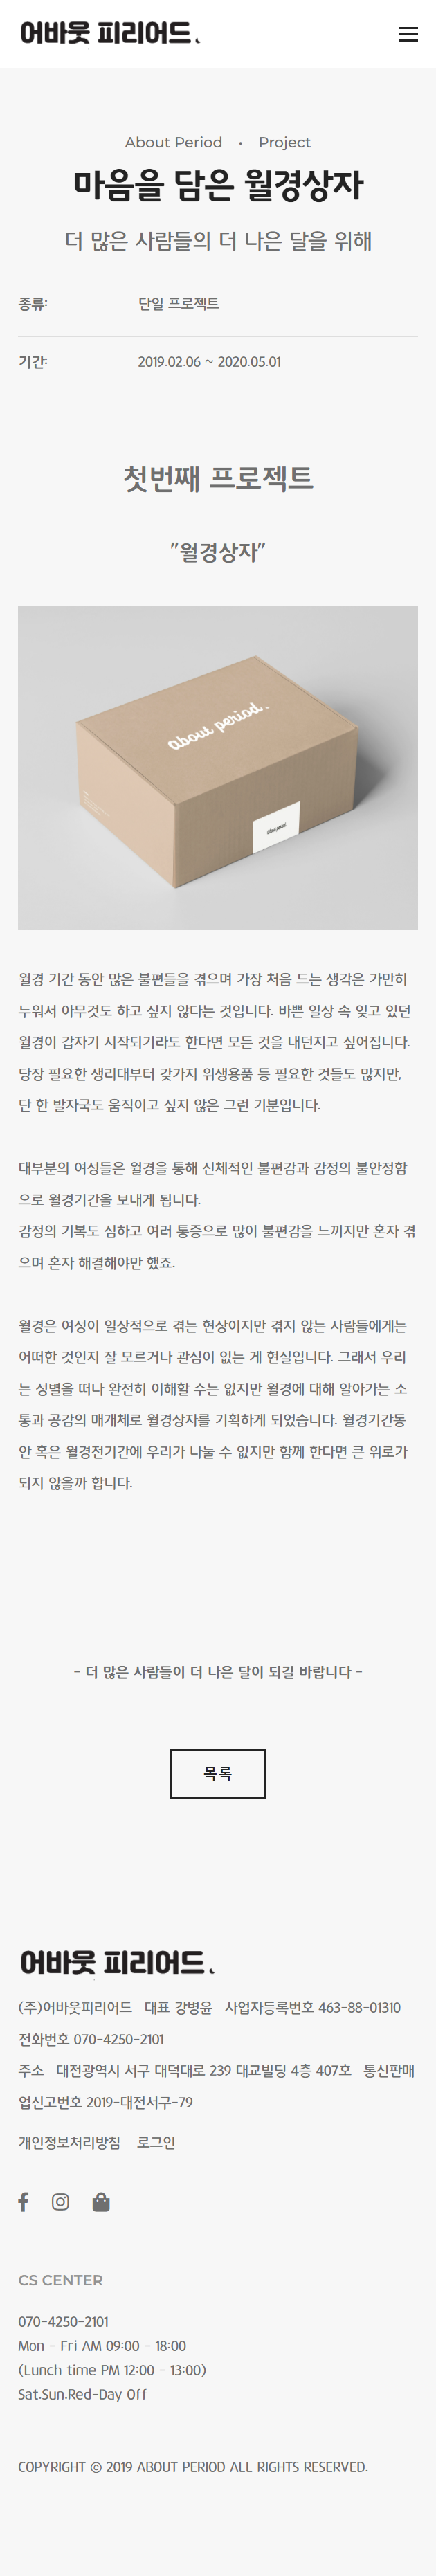 어바웃 피리어드.
About Period • Project
마음을 담은 월경상자
더 많은 사람들의 더 나은 달을 위해
종류: 단일 프로젝트
기간: 2019.02.06 ~ 2020.05.01
첫번째 프로젝트
"월경상자"
about period.
About period.
월경 기간 동안 많은 불편들을 겪으며 가장 처음 드는 생각은 가만히
누워서 아무것도 하고 싶지 않다는 것입니다. 바쁜 일상 속 잊고 있던
월경이 갑자기 시작되기라도 한다면 모든 것을 내던지고 싶어집니다.
당장 필요한 생리대부터 갖가지 위생용품 등 필요한 것들도 많지만,
단 한 발자국도 움직이고 싶지 않은 그런 기분입니다.
대부분의 여성들은 월경을 통해 신체적인 불편감과 감정의 불안정함
으로 월경기간을 보내게 됩니다.
감정의 기복도 심하고 여러 통증으로 많이 불편감을 느끼지만 혼자 겪
으며 혼자 해결해야만 했죠.
월경은 여성이 일상적으로 겪는 현상이지만 겪지 않는 사람들에게는
어떠한 것인지 잘 모르거나 관심이 없는 게 현실입니다. 그래서 우리
는 성별을 떠나 완전히 이해할 수는 없지만 월경에 대해 알아가는 소
통과 공감의 매개체로 월경상자를 기획하게 되었습니다. 월경기간동
안 혹은 월경전기간에 우리가 나눌 수 없지만 함께 한다면 큰 위로가
되지 않을까 합니다.
- 더 많은 사람들이 더 나은 달이 되길 바랍니다 -
목록
어바웃 피리어드.
(주)어바웃피리어드 대표 강병윤 사업자등록번호 463-88-01310
전화번호 070-4250-2101
주소 대전광역시 서구 대덕대로 239 대교빌딩 4층 407호 통신판매
업신고번호 2019-대전서구-79
개인정보처리방침 로그인
CS CENTER
070-4250-2101
Mon - Fri AM 09:00 - 18:00
(Lunch time PM 12:00 - 13:00)
Sat.Sun.Red-Day Off
COPYRIGHT © 2019 ABOUT PERIOD ALL RIGHTS RESERVED.